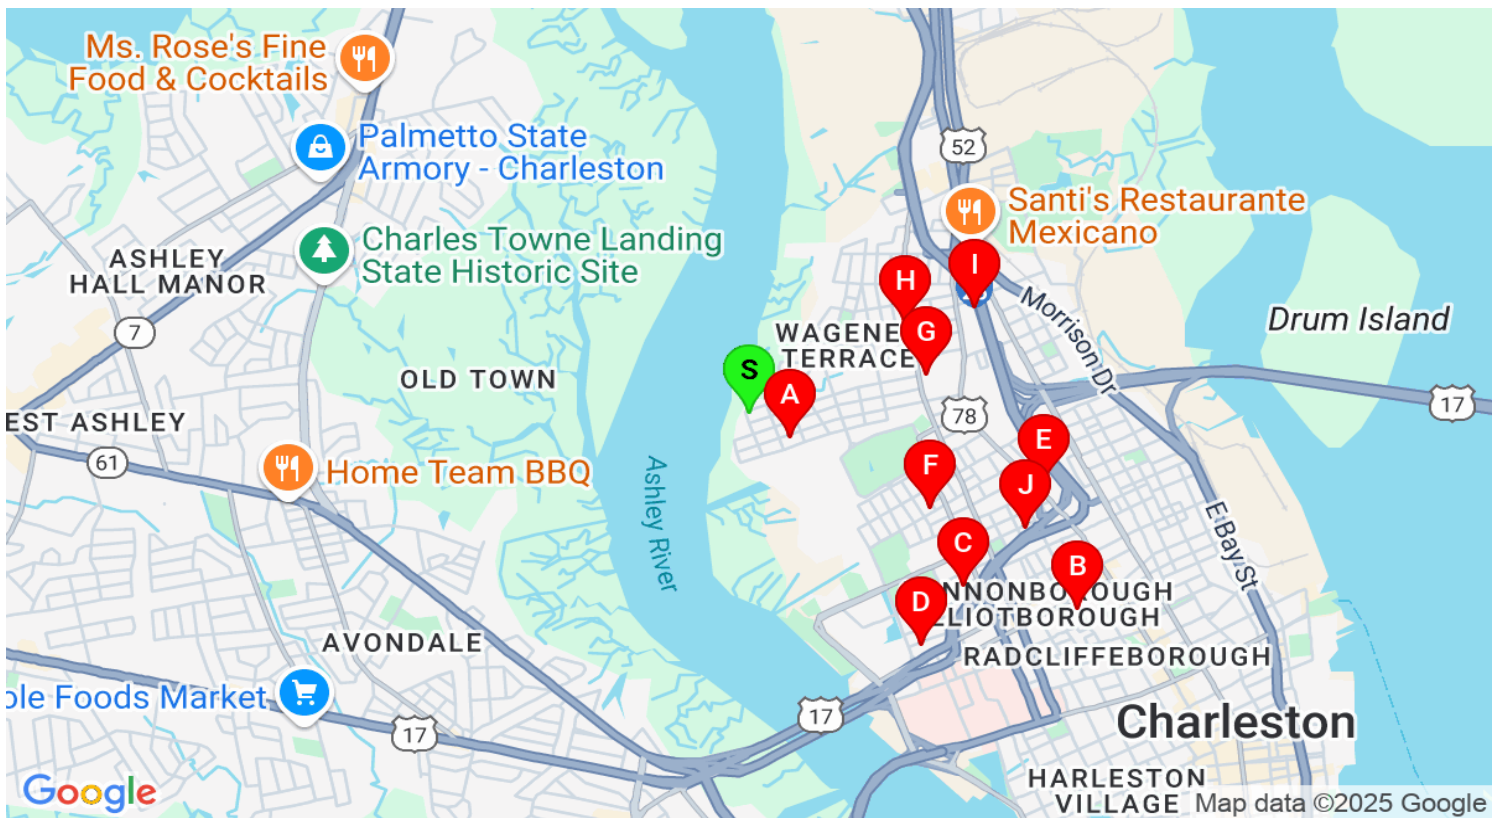 Ms. Rose's Fine
Food & Cocktails
Palmetto State
Armory - Charleston
52
Santi's Restaurante
Mexicano
ASHLEY
HALL MANOR
Charles Towne Landing
State Historic Site
I
H
Morrison Dr
Drum Island
7
WAGENE
TERRACE
G
OLD TOWN
S
A
EST ASHLEY
78
17
61
Home Team BBQ
E
F
J
Ashley River
E Bay St
C
B
D
NNONBOROUGH
LLIOTBOROUGH
AVONDALE
RADCLIFFEBOROUGH
ole Foods Market
17
17
Charleston
HARLESTON
VILLAGE
Google
Map data ©2025 Google